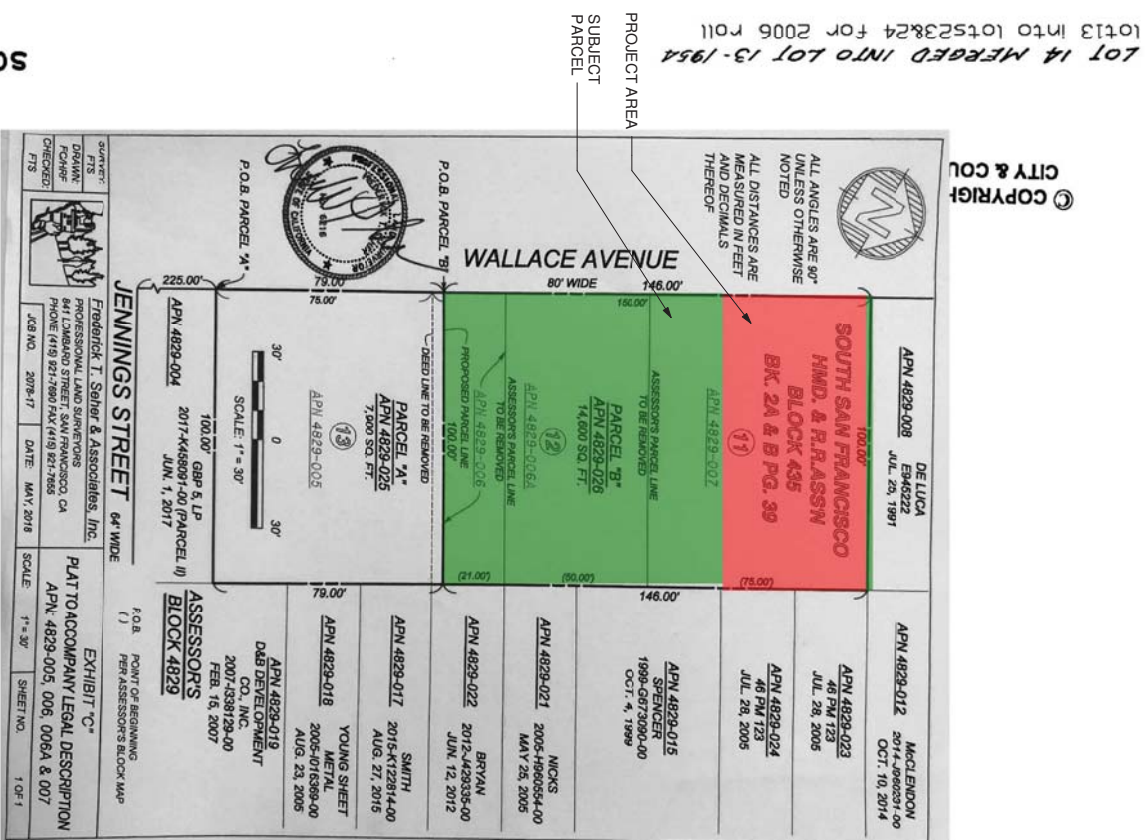 LOT 14 MERGED INTO LOT 13-1954
lot13 into lots23&24 for 2006 roll
SO
© COPYRIGH
CITY & COU
PROJECT AREA
SUBJECT
PARCEL
ALL ANGLES ARE 90°
UNLESS OTHERWISE
NOTED
ALL DISTANCES ARE
MEASURED IN FEET
AND DECIMALS
THEREOF
WALLACE AVENUE
80' WIDE
146.00'
150.00'
79.00'
75.00'
225.00'
P.O.B. PARCEL "B"
P.O.B. PARCEL "A"
DE LUCA
E945222
JUL. 25, 1991
APN 4829-008
100.00'
SOUTH SAN FRANCISCO
HMD. & R.R.ASS'N
BLOCK 435
BK. 2A & B PG. 39
11
APN 4829-007
ASSESSOR'S PARCEL LINE
TO BE REMOVED
PARCEL "B"
APN 4829-026
14,600 SQ. FT.
12
APN 4829-006A
ASSESSOR'S PARCEL LINE
TO BE REMOVED
APN 4829-006
PROPOSED PARCEL LINE
100.00'
DEED LINE TO BE REMOVED
PARCEL "A"
APN 4829-025
7,900 SQ. FT.
13
APN 4829-005
30'
0
30'
SCALE: 1" = 30'
100.00'
APN 4829-004
GBP 5, LP
2017-K458091-00 (PARCEL II)
JUN. 1, 2017
JENNINGS STREET
64' WIDE
(75.00')
(50.00')
(21.00')
146.00'
79.00'
McCLENDON
2014-J960291-00
OCT. 10, 2014
APN 4829-012
APN 4829-023
46 PM 123
JUL. 28, 2005
APN 4829-024
46 PM 123
JUL. 28, 2005
APN 4829-015
SPENCER
1999-G673090-00
OCT. 4, 1999
NICKS
2005-H960554-00
MAY 25, 2005
APN 4829-021
BRYAN
2012-J429335-00
JUN. 12, 2012
APN 4829-022
SMITH
2015-K122814-00
AUG. 27, 2015
APN 4829-017
YOUNG SHEET
METAL
2005-I016369-00
AUG. 23, 2005
APN 4829-018
APN 4829-019
D&B DEVELOPMENT
CO., INC.
2007-I338129-00
FEB. 15, 2007
ASSESSOR'S
BLOCK 4829
P.O.B. POINT OF BEGINNING
( ) PER ASSESSOR'S BLOCK MAP
SURVEY:
FTS
DRAWN:
FC/HRF
CHECKED:
FTS
Frederick T. Seher & Associates, Inc.
PROFESSIONAL LAND SURVEYORS
841 LOMBARD STREET, SAN FRANCISCO, CA
PHONE (415) 921-7690 FAX (415) 921-7655
JOB NO. 2078-17
DATE: MAY, 2018
SCALE: 1" = 30'
SHEET NO. 1 OF 1
EXHIBIT "C"
PLAT TO ACCOMPANY LEGAL DESCRIPTION
APN: 4829-005, 006, 006A & 007